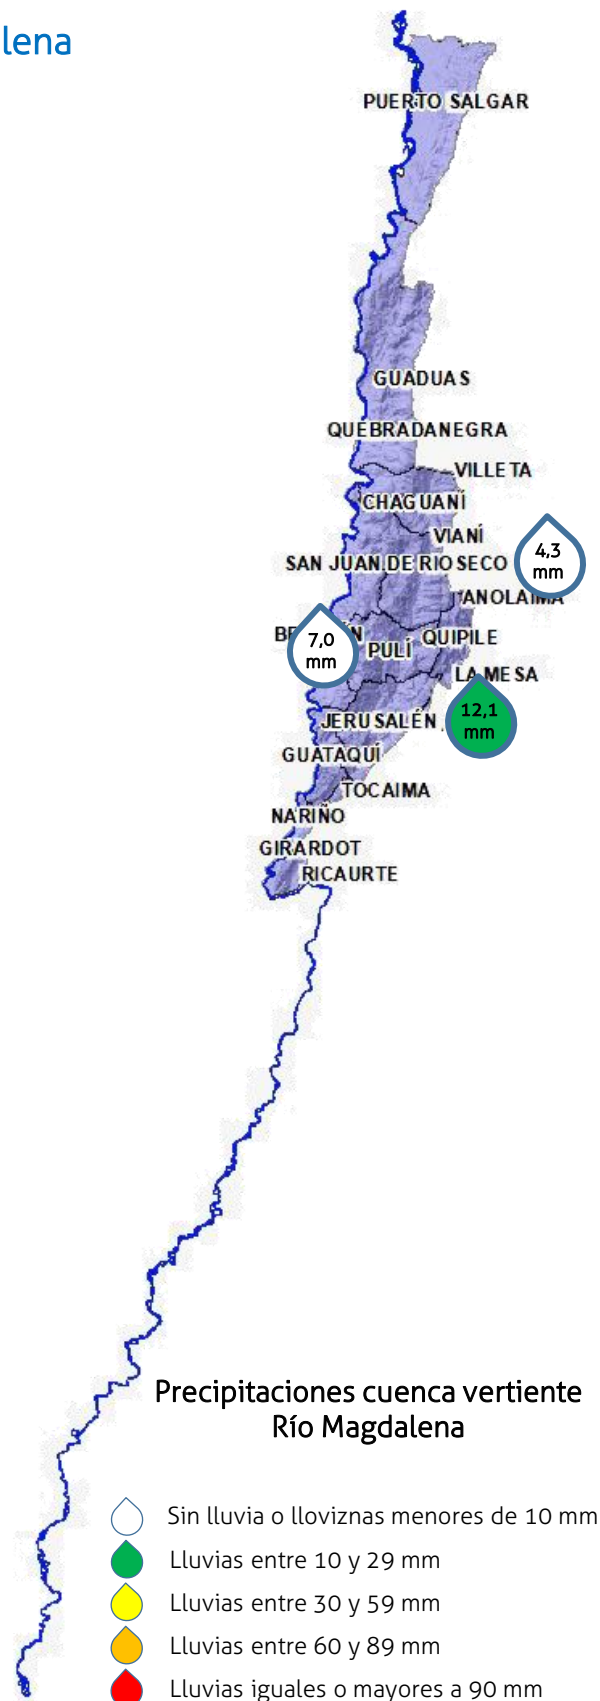 lena
PUERTO SALGAR
GUADUAS
QUEBRADANEGRA
VILLETA
CHAGUANÍ
VIANÍ
4,3
mm
SAN JUAN DE RIOSECO
ANOLAIMA
7,0
mm
PULÍ
QUIPILE
LA MESA
12,1
mm
JERUSALÉN
GUATAQUÍ
TOCAIMA
NARIÑO
GIRARDOT
RICAURTE
Precipitaciones cuenca vertiente
Río Magdalena
Sin lluvia o lloviznas menores de 10 mm
Lluvias entre 10 y 29 mm
Lluvias entre 30 y 59 mm
Lluvias entre 60 y 89 mm
Lluvias iguales o mayores a 90 mm